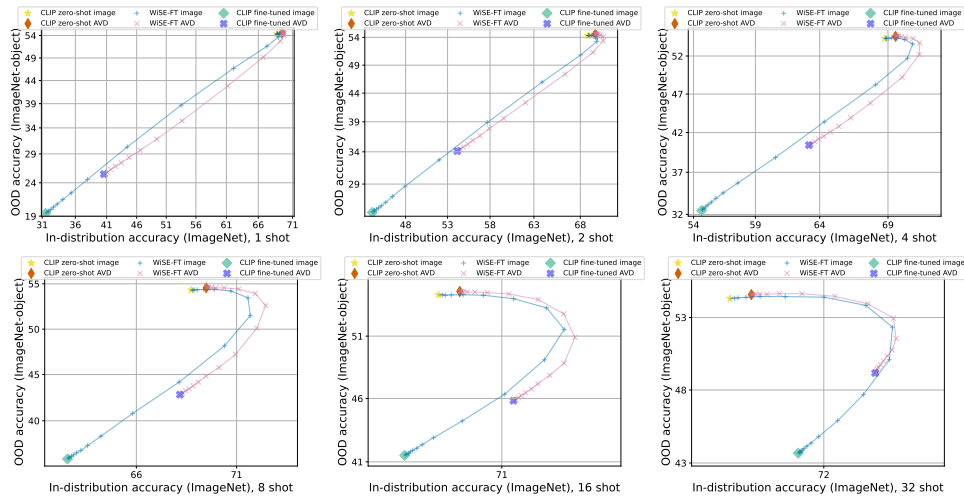 CLIP zero-shot image WiSE-FT image CLIP fine-tuned image
CLIP zero-shot AVD WiSE-FT AVD CLIP fine-tuned AVD
OOD accuracy (ImageNet-object)
54
49
44
39
34
29
24
19
31 36 41 46 51 56 61 66 71
In-distribution accuracy (ImageNet), 1 shot
CLIP zero-shot image WiSE-FT image CLIP fine-tuned image
CLIP zero-shot AVD WiSE-FT AVD CLIP fine-tuned AVD
OOD accuracy (ImageNet-object)
54
49
44
39
34
29
48 53 58 63 68
In-distribution accuracy (ImageNet), 2 shot
CLIP zero-shot image WiSE-FT image CLIP fine-tuned image
CLIP zero-shot AVD WiSE-FT AVD CLIP fine-tuned AVD
OOD accuracy (ImageNet-object)
52
47
42
37
32
54 59 64 69
In-distribution accuracy (ImageNet), 4 shot
CLIP zero-shot image WiSE-FT image CLIP fine-tuned image
CLIP zero-shot AVD WiSE-FT AVD CLIP fine-tuned AVD
OOD accuracy (ImageNet-object)
55
50
45
40
66 71
In-distribution accuracy (ImageNet), 8 shot
CLIP zero-shot image WiSE-FT image CLIP fine-tuned image
CLIP zero-shot AVD WiSE-FT AVD CLIP fine-tuned AVD
OOD accuracy (ImageNet-object)
51
46
41
71
In-distribution accuracy (ImageNet), 16 shot
CLIP zero-shot image WiSE-FT image CLIP fine-tuned image
CLIP zero-shot AVD WiSE-FT AVD CLIP fine-tuned AVD
OOD accuracy (ImageNet-object)
53
48
43
72
In-distribution accuracy (ImageNet), 32 shot